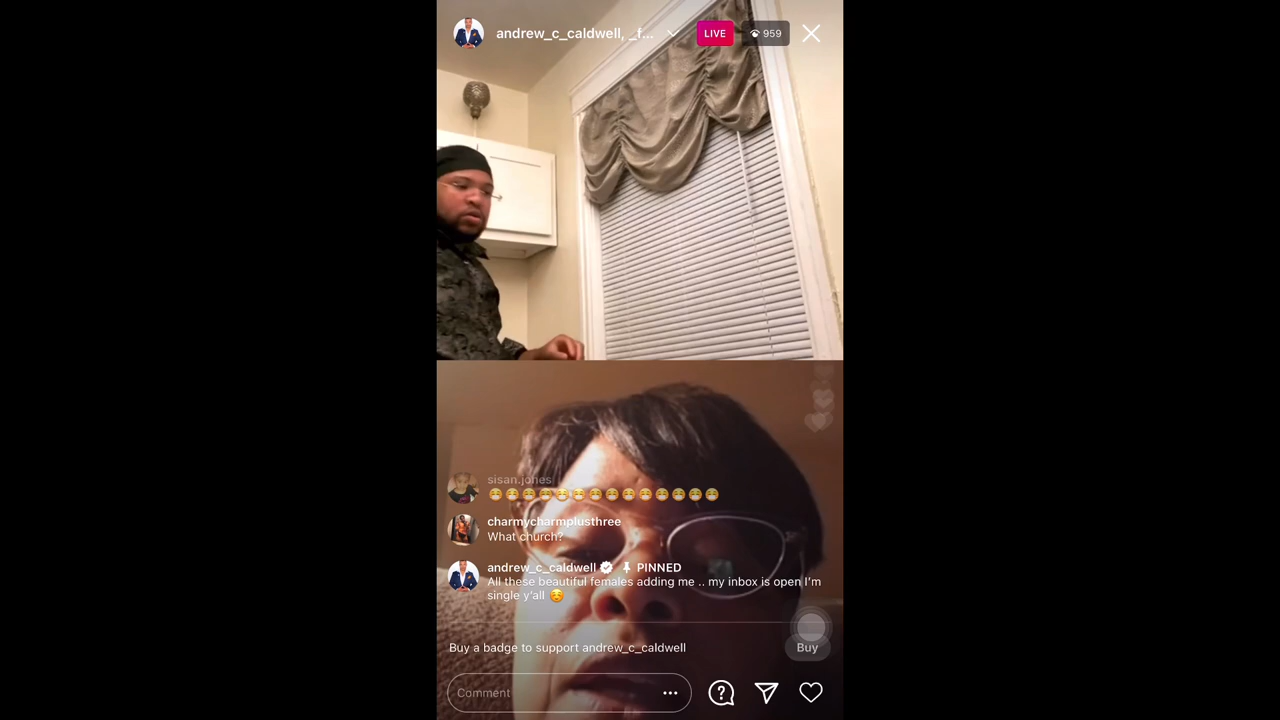 andrew_c_caldwell, _f...
LIVE
959
sisan.jones
charmycharmplusthree
What church?
andrew_c_caldwell PINNED
All these beautiful females adding me .. my inbox is open I'm
single y'all
Buy a badge to support andrew_c_caldwell
Buy
Comment